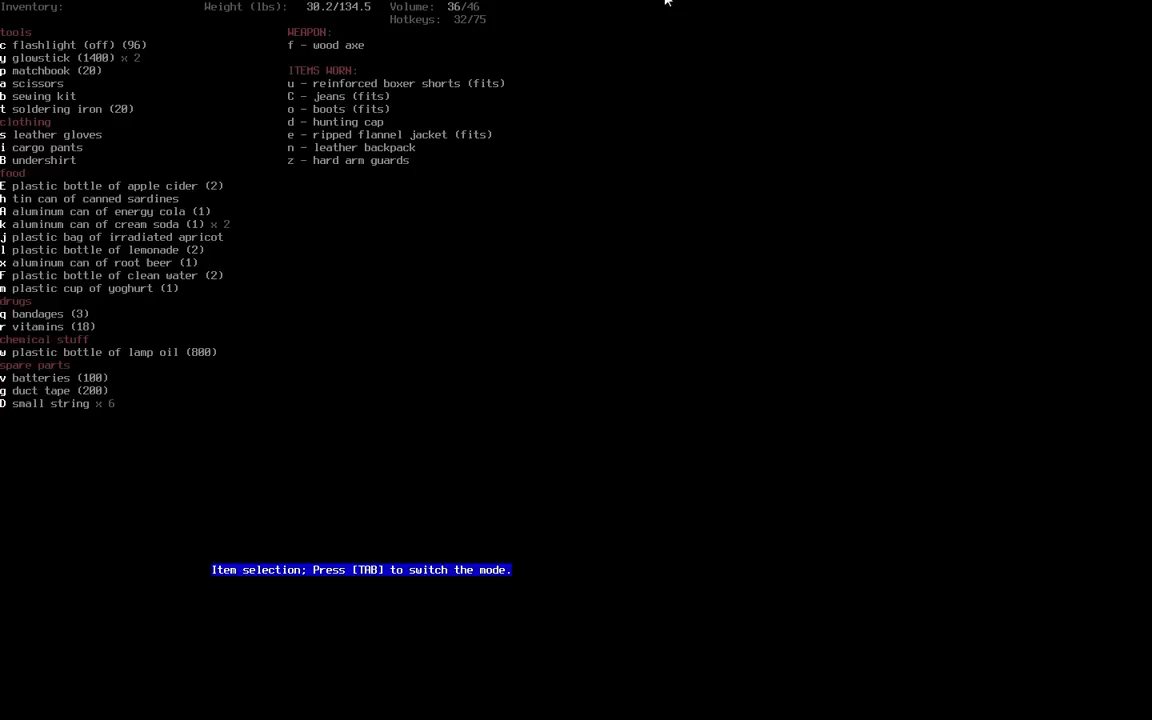 Inventory: Weight (lbs): 30.2/134.5 Volume: 36/46
Hotkeys: 32/75
tools
c flashlight (off) (96)
y glowstick (1400) x 2
p matchbook (20)
a scissors
b sewing kit
t soldering iron (20)
clothing
s leather gloves
i cargo pants
B undershirt
food
E plastic bottle of apple cider (2)
h tin can of canned sardines
A aluminum can of energy cola (1)
k aluminum can of cream soda (1) x 2
j plastic bag of irradiated apricot
l plastic bottle of lemonade (2)
x aluminum can of root beer (1)
F plastic bottle of clean water (2)
m plastic cup of yoghurt (1)
drugs
q bandages (3)
r vitamins (18)
chemical stuff
w plastic bottle of lamp oil (800)
spare parts
v batteries (100)
g duct tape (200)
D small string x 6
WEAPON:
f - wood axe
ITEMS WORN:
u - reinforced boxer shorts (fits)
C - jeans (fits)
o - boots (fits)
d - hunting cap
e - ripped flannel jacket (fits)
n - leather backpack
z - hard arm guards
Item selection; Press [TAB] to switch the mode.